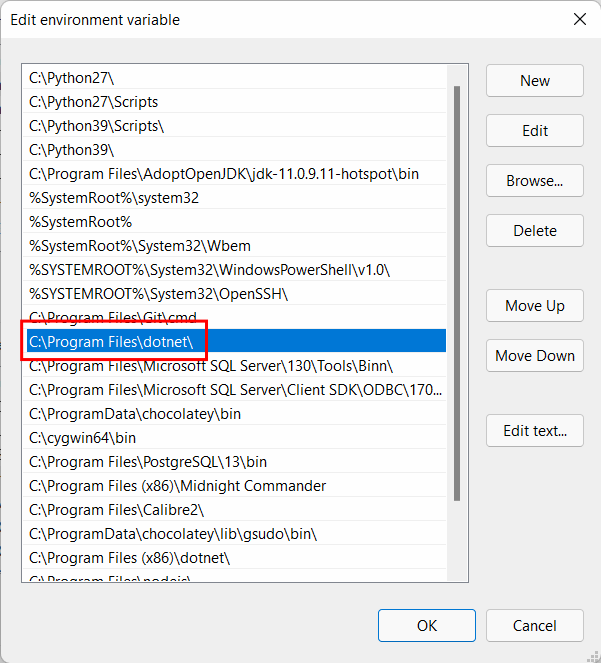 Edit environment variable
C:\Python27\
C:\Python27\Scripts
C:\Python39\Scripts\
C:\Python39\
C:\Program Files\AdoptOpenJDK\jdk-11.0.9.11-hotspot\bin
%SystemRoot%\system32
%SystemRoot%
%SystemRoot%\System32\Wbem
%SYSTEMROOT%\System32\WindowsPowerShell\v1.0\
%SYSTEMROOT%\System32\OpenSSH\
C:\Program Files\Git\cmd
C:\Program Files\dotnet\
C:\Program Files\Microsoft SQL Server\130\Tools\Binn\
C:\Program Files\Microsoft SQL Server\Client SDK\ODBC\170...
C:\ProgramData\chocolatey\bin
C:\cygwin64\bin
C:\Program Files\PostgreSQL\13\bin
C:\Program Files (x86)\Midnight Commander
C:\Program Files\Calibre2\
C:\ProgramData\chocolatey\lib\gsudo\bin\
C:\Program Files (x86)\dotnet\
C:\Program Files\nodejs\
New
Edit
Browse...
Delete
Move Up
Move Down
Edit text...
OK
Cancel